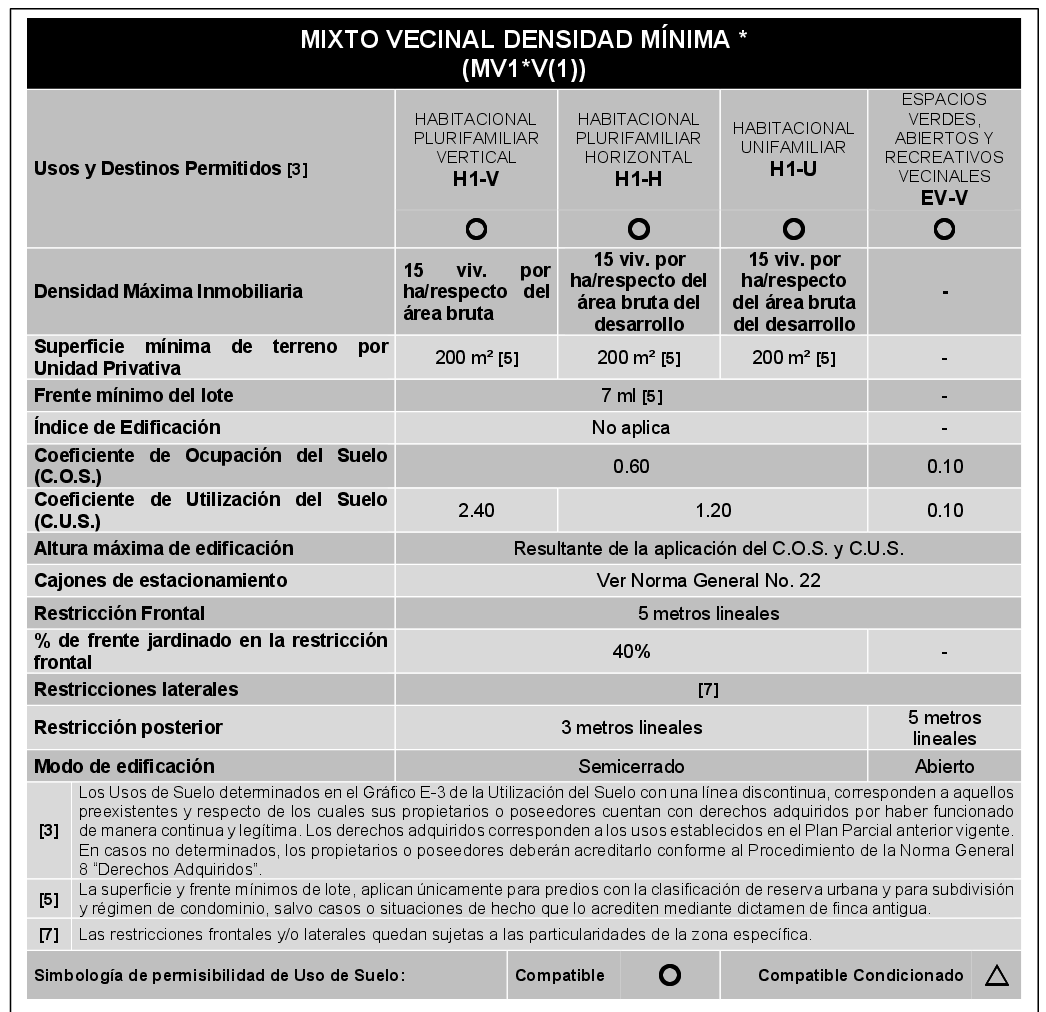 MIXTO VECINAL DENSIDAD MÍNIMA *
(MV1*V(1))
Usos y Destinos Permitidos [3]
HABITACIONAL
PLURIFAMILIAR
VERTICAL
H1-V
HABITACIONAL
PLURIFAMILIAR
HORIZONTAL
H1-H
HABITACIONAL
UNIFAMILIAR
H1-U
ESPACIOS
VERDES,
ABIERTOS Y
RECREATIVOS
VECINALES
EV-V
Densidad Máxima Inmobiliaria
15 viv. por
ha/respecto del
área bruta
15 viv. por
ha/respecto del
área bruta del
desarrollo
15 viv. por
ha/respecto
del área bruta
del desarrollo
-
Superficie mínima de terreno por
Unidad Privativa
200 m² [5]
200 m² [5]
200 m² [5]
-
Frente mínimo del lote
7 ml [5]
-
Índice de Edificación
No aplica
-
Coeficiente de Ocupación del Suelo
(C.O.S.)
0.60
0.10
Coeficiente de Utilización del Suelo
(C.U.S.)
2.40
1.20
0.10
Altura máxima de edificación
Resultante de la aplicación del C.O.S. y C.U.S.
Cajones de estacionamiento
Ver Norma General No. 22
Restricción Frontal
5 metros lineales
% de frente jardinado en la restricción
frontal
40%
-
Restricciones laterales
[7]
Restricción posterior
3 metros lineales
5 metros
lineales
Modo de edificación
Semicerrado
Abierto
[3]
Los Usos de Suelo determinados en el Gráfico E-3 de la Utilización del Suelo con una línea discontinua, corresponden a aquellos
preexistentes y respecto de los cuales sus propietarios o poseedores cuentan con derechos adquiridos por haber funcionado
de manera continua y legítima. Los derechos adquiridos corresponden a los usos establecidos en el Plan Parcial anterior vigente.
En casos no determinados, los propietarios o poseedores deberán acreditarlo conforme al Procedimiento de la Norma General
8 “Derechos Adquiridos”.
[5]
La superficie y frente mínimos de lote, aplican únicamente para predios con la clasificación de reserva urbana y para subdivisión
y régimen de condominio, salvo casos o situaciones de hecho que lo acrediten mediante dictamen de finca antigua.
[7]
Las restricciones frontales y/o laterales quedan sujetas a las particularidades de la zona específica.
Simbología de permisibilidad de Uso de Suelo:
Compatible
Compatible Condicionado